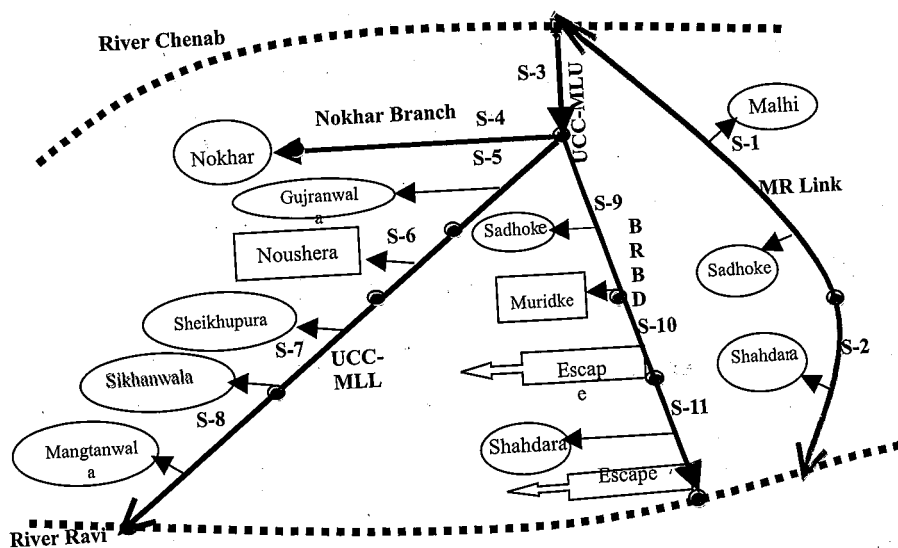 River Chenab
S-3
UCC-MLU
Malhi
S-1
Nokhar Branch
S-4
Nokhar
S-5
MR Link
Gujranwal
a
S-9
Sadhoke
B
R
B
D
S-6
Noushera
Sadhoke
Muridke
Sheikhupura
S-10
S-7
UCC-
MLL
S-2
Shahdara
Escap
e
Sikhanwala
S-11
S-8
Shahdara
Mangtanwal
a
Escape
River Ravi